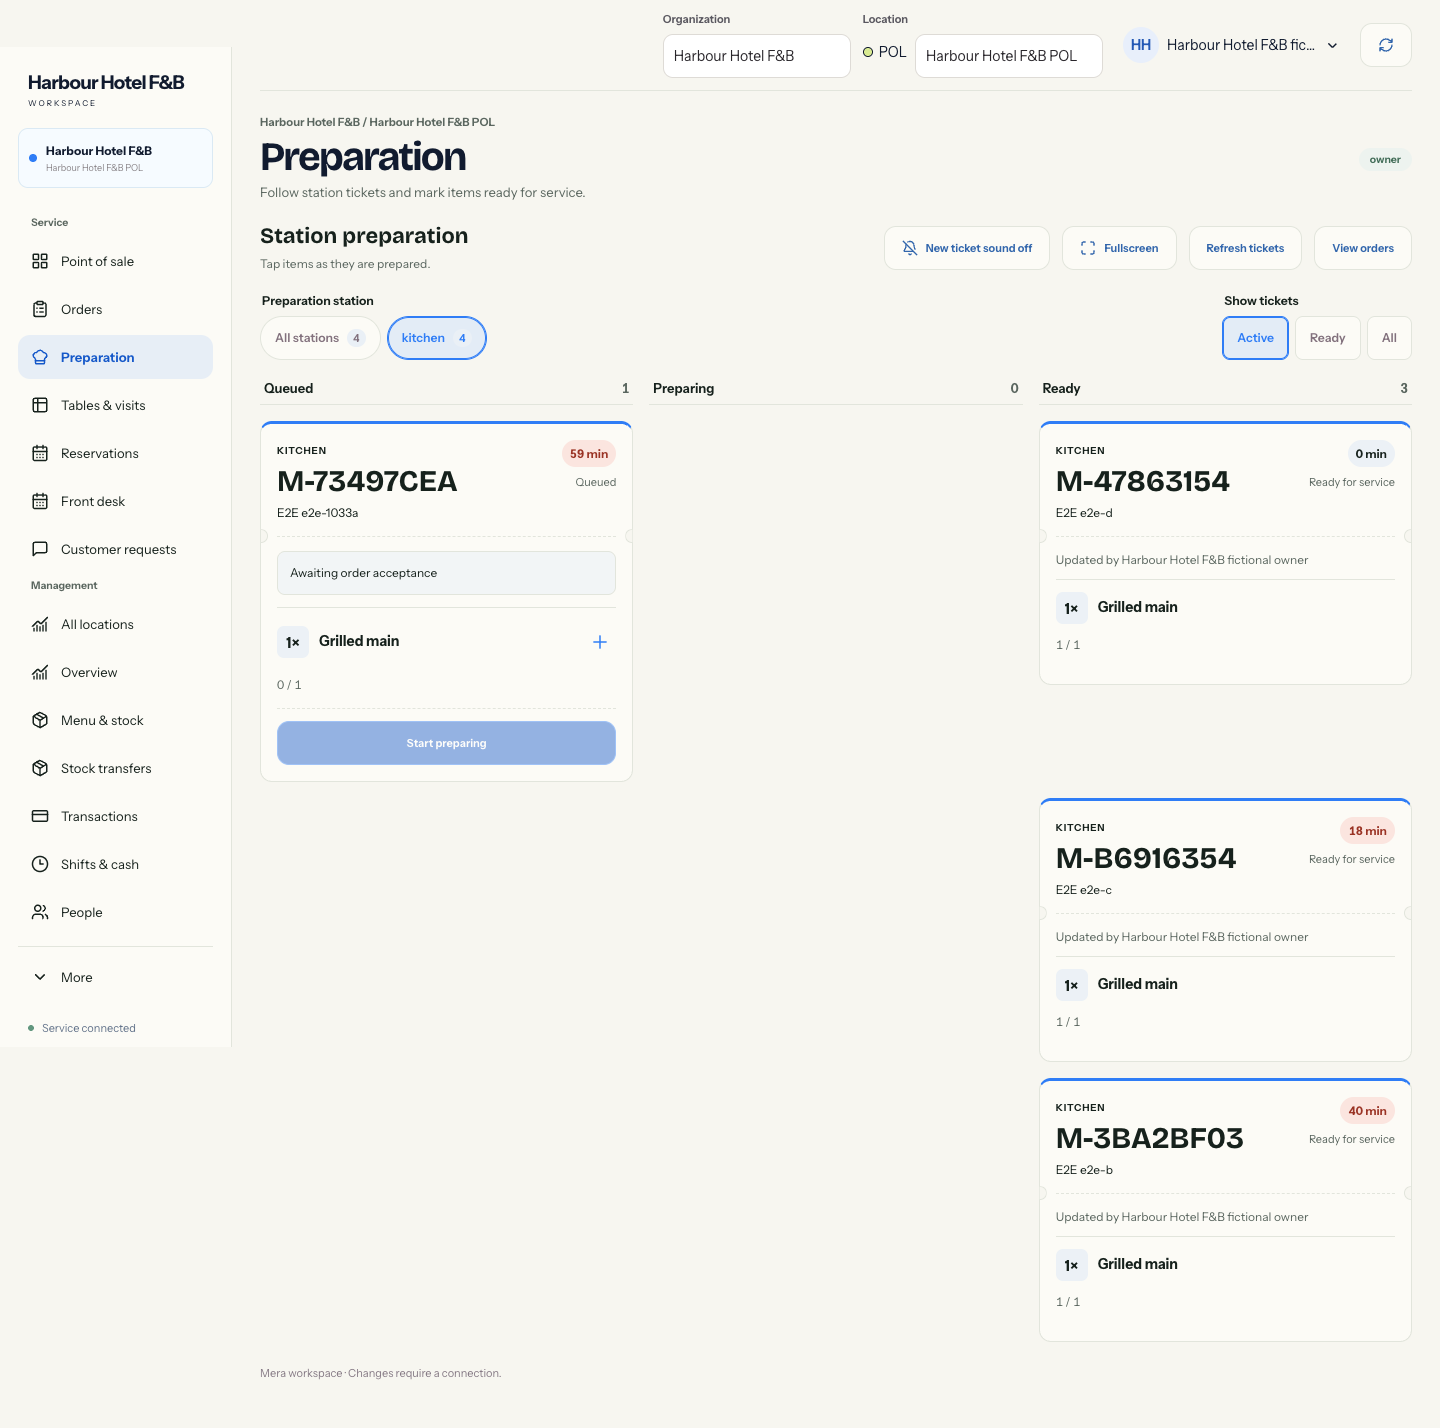 Organization
Location
Harbour Hotel F&B
POL
Harbour Hotel F&B POL
HH
Harbour Hotel F&B fic...
Harbour Hotel F&B
WORKSPACE
Harbour Hotel F&B
Harbour Hotel F&B POL
Service
Point of sale
Orders
Preparation
Tables & visits
Reservations
Front desk
Customer requests
Management
All locations
Overview
Menu & stock
Stock transfers
Transactions
Shifts & cash
People
More
Service connected
Harbour Hotel F&B / Harbour Hotel F&B POL
Preparation
owner
Follow station tickets and mark items ready for service.
Station preparation
Tap items as they are prepared.
New ticket sound off
Fullscreen
Refresh tickets
View orders
Preparation station
All stations 4
kitchen 4
Show tickets
Active
Ready
All
Queued 1
KITCHEN
59 min
M-73497CEA
Queued
E2E e2e-1033a
Awaiting order acceptance
1× Grilled main
0 / 1
Start preparing
Preparing 0
Ready 3
KITCHEN
0 min
M-47863154
Ready for service
E2E e2e-d
Updated by Harbour Hotel F&B fictional owner
1× Grilled main
1 / 1
KITCHEN
18 min
M-B6916354
Ready for service
E2E e2e-c
Updated by Harbour Hotel F&B fictional owner
1× Grilled main
1 / 1
KITCHEN
40 min
M-3BA2BF03
Ready for service
E2E e2e-b
Updated by Harbour Hotel F&B fictional owner
1× Grilled main
1 / 1
Mera workspace · Changes require a connection.